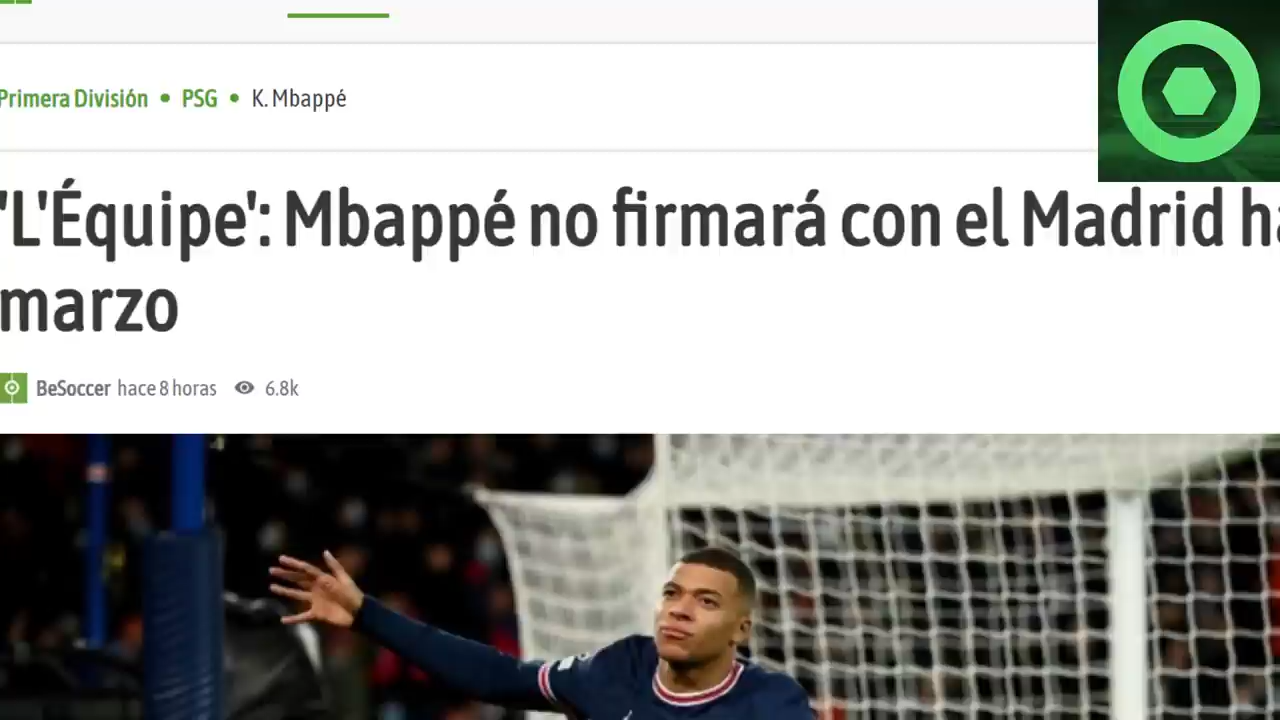 Primera División • PSG • K. Mbappé
'L'Équipe': Mbappé no firmará con el Madrid
marzo
BeSoccer hace 8 horas 6.8k